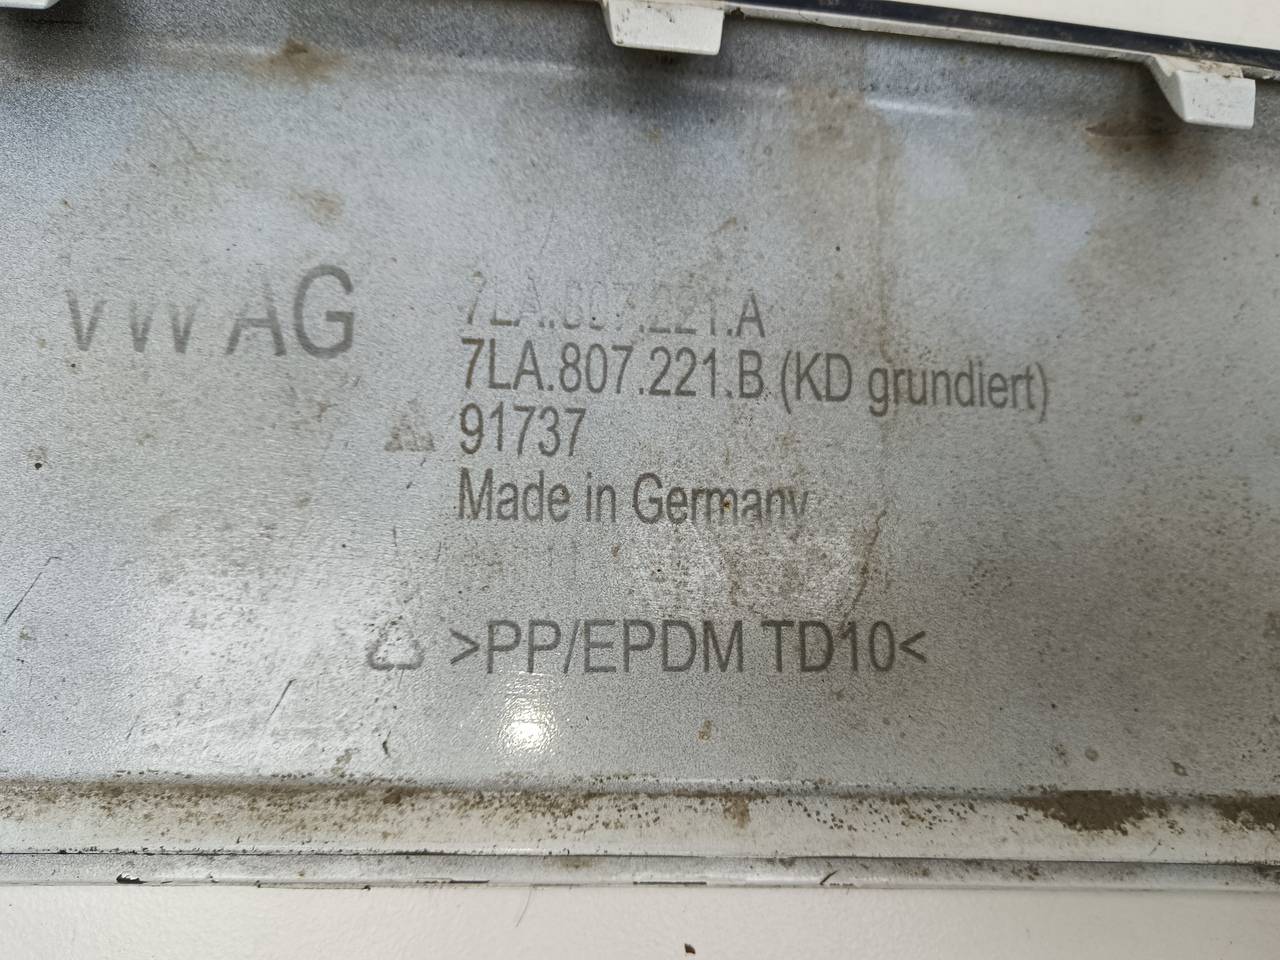 VW AG
7LA.807.221.A
7LA.807.221.B (KD grundiert)
91737
Made in Germany
>PP/EPDM TD10<